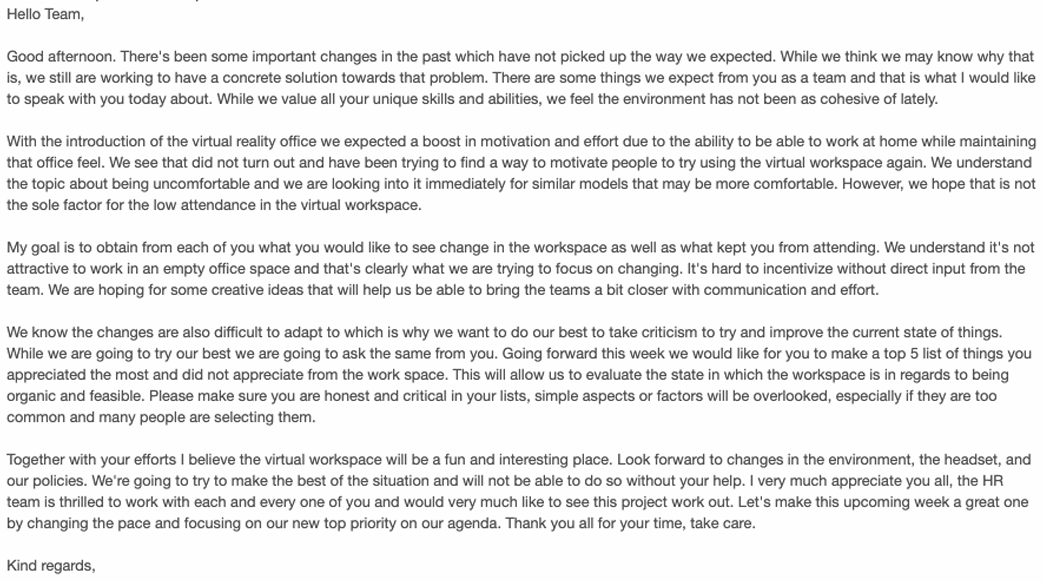 Hello Team,
Good afternoon. There's been some important changes in the past which have not picked up the way we expected. While we think we may know why that
is, we still are working to have a concrete solution towards that problem. There are some things we expect from you as a team and that is what I would like
to speak with you today about. While we value all your unique skills and abilities, we feel the environment has not been as cohesive of lately.
With the introduction of the virtual reality office we expected a boost in motivation and effort due to the ability to be able to work at home while maintaining
that office feel. We see that did not turn out and have been trying to find a way to motivate people to try using the virtual workspace again. We understand
the topic about being uncomfortable and we are looking into it immediately for similar models that may be more comfortable. However, we hope that is not
the sole factor for the low attendance in the virtual workspace.
My goal is to obtain from each of you what you would like to see change in the workspace as well as what kept you from attending. We understand it's not
attractive to work in an empty office space and that's clearly what we are trying to focus on changing. It's hard to incentivize without direct input from the
team. We are hoping for some creative ideas that will help us be able to bring the teams a bit closer with communication and effort.
We know the changes are also difficult to adapt to which is why we want to do our best to take criticism to try and improve the current state of things.
While we are going to try our best we are going to ask the same from you. Going forward this week we would like for you to make a top 5 list of things you
appreciated the most and did not appreciate from the work space. This will allow us to evaluate the state in which the workspace is in regards to being
organic and feasible. Please make sure you are honest and critical in your lists, simple aspects or factors will be overlooked, especially if they are too
common and many people are selecting them.
Together with your efforts I believe the virtual workspace will be a fun and interesting place. Look forward to changes in the environment, the headset, and
our policies. We're going to try to make the best of the situation and will not be able to do so without your help. I very much appreciate you all, the HR
team is thrilled to work with each and every one of you and would very much like to see this project work out. Let's make this upcoming week a great one
by changing the pace and focusing on our new top priority on our agenda. Thank you all for your time, take care.
Kind regards,